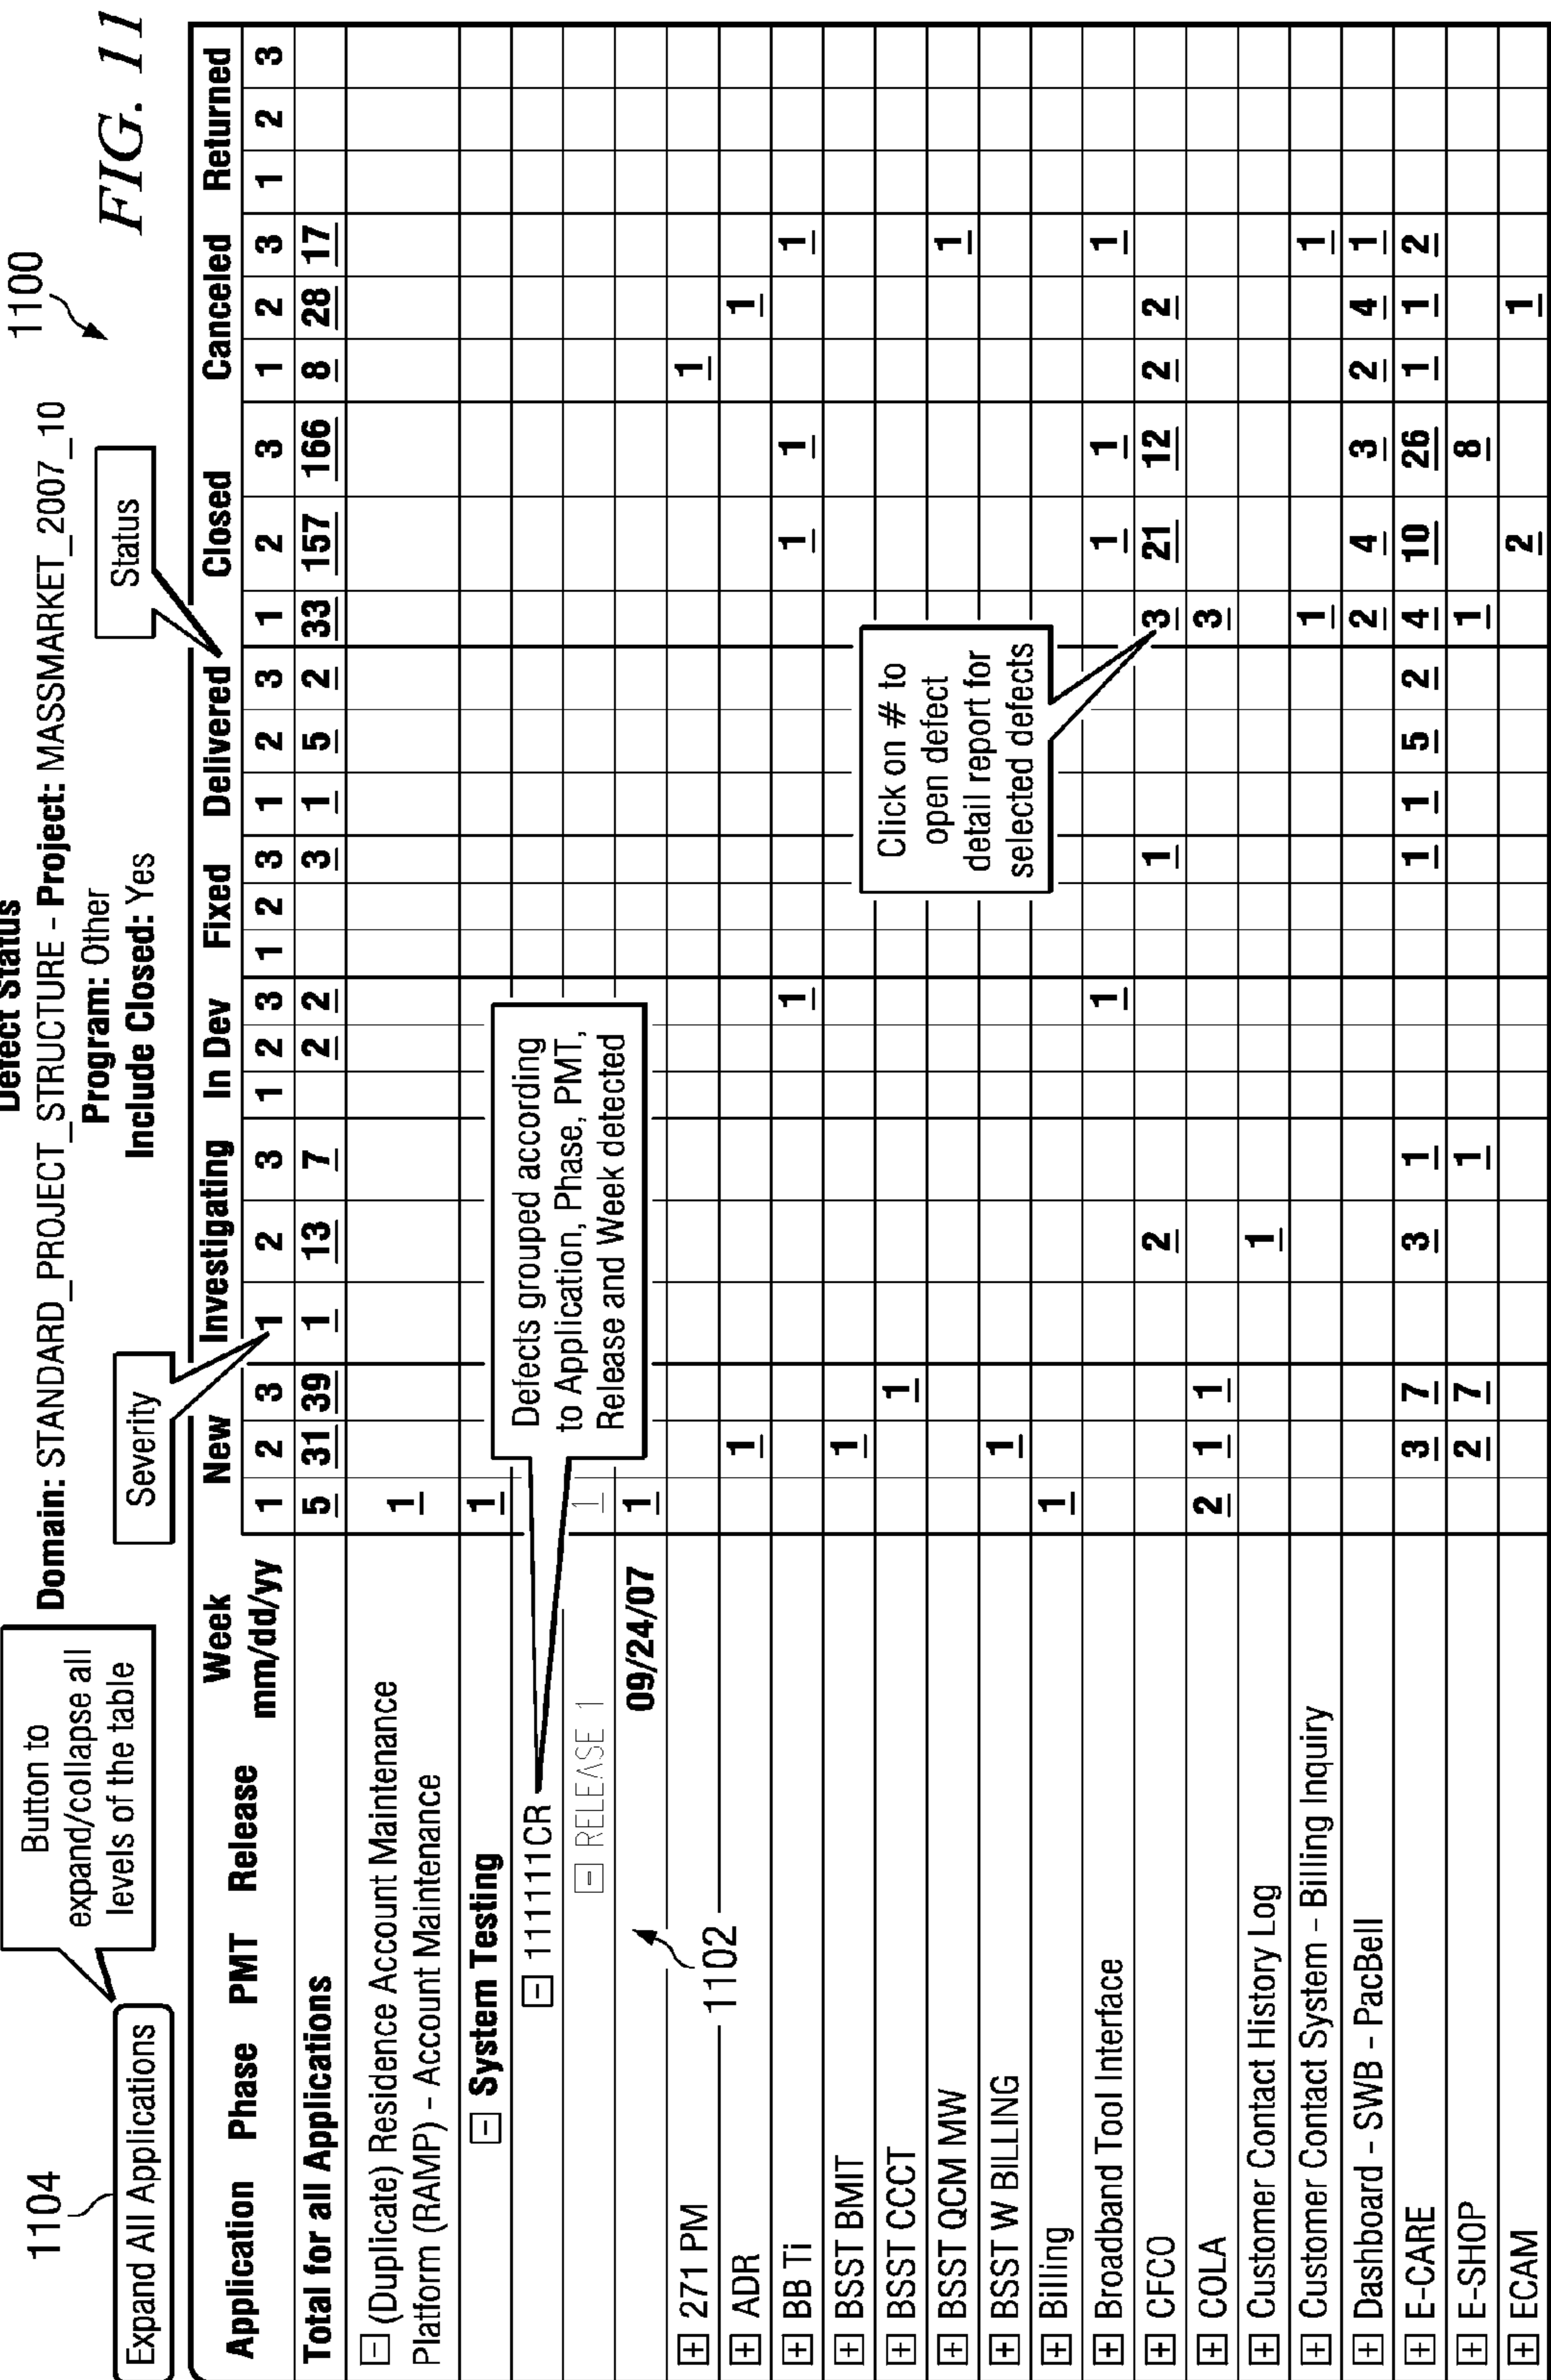 FIG. 11
1100
1104
Expand All Applications
Button to
expand/collapse all
levels of the table
Defect Status
Domain: STANDARD_PROJECT_STRUCTURE - Project: MASSMARKET_2007_10
Program: Other
Include Closed: Yes
Severity
Status
Application Phase PMT Release Week New Investigating In Dev Fixed Delivered Closed Canceled Returned
mm/dd/yy 1 2 3 1 2 3 1 2 3 1 2 3 1 2 3 1 2 3 1 2 3 1 2 3
Total for all Applications 5 31 39 1 13 7 2 2 3 1 5 2 33 157 166 8 28 17
⊟ (Duplicate) Residence Account Maintenance
Platform (RAMP) - Account Maintenance 1
⊟ System Testing 1
⊟ 111111CR
⊟ RELEASE 1 1
09/24/07 1
Defects grouped according
to Application, Phase, PMT,
Release and Week detected
1102
⊞ 271 PM 1
⊞ ADR 1 1
⊞ BB Ti 1 1 1 1
⊞ BSST BMIT 1
⊞ BSST CCCT 1
⊞ BSST QCM MW 1
⊞ BSST W BILLING 1
⊞ Billing 1
Click on # to
open defect
detail report for
selected defects
⊞ Broadband Tool Interface 1 1 1 1
⊞ CFCO 2 1 3 21 12 2 2
⊞ COLA 2 1 1 3
⊞ Customer Contact History Log 1
⊞ Customer Contact System - Billing Inquiry 1 1
⊞ Dashboard - SWB - PacBell 2 4 3 2 4 1
⊞ E-CARE 3 7 3 1 1 1 5 2 4 10 26 1 1 2
⊞ E-SHOP 2 7 1 1 8
⊞ ECAM 2 1